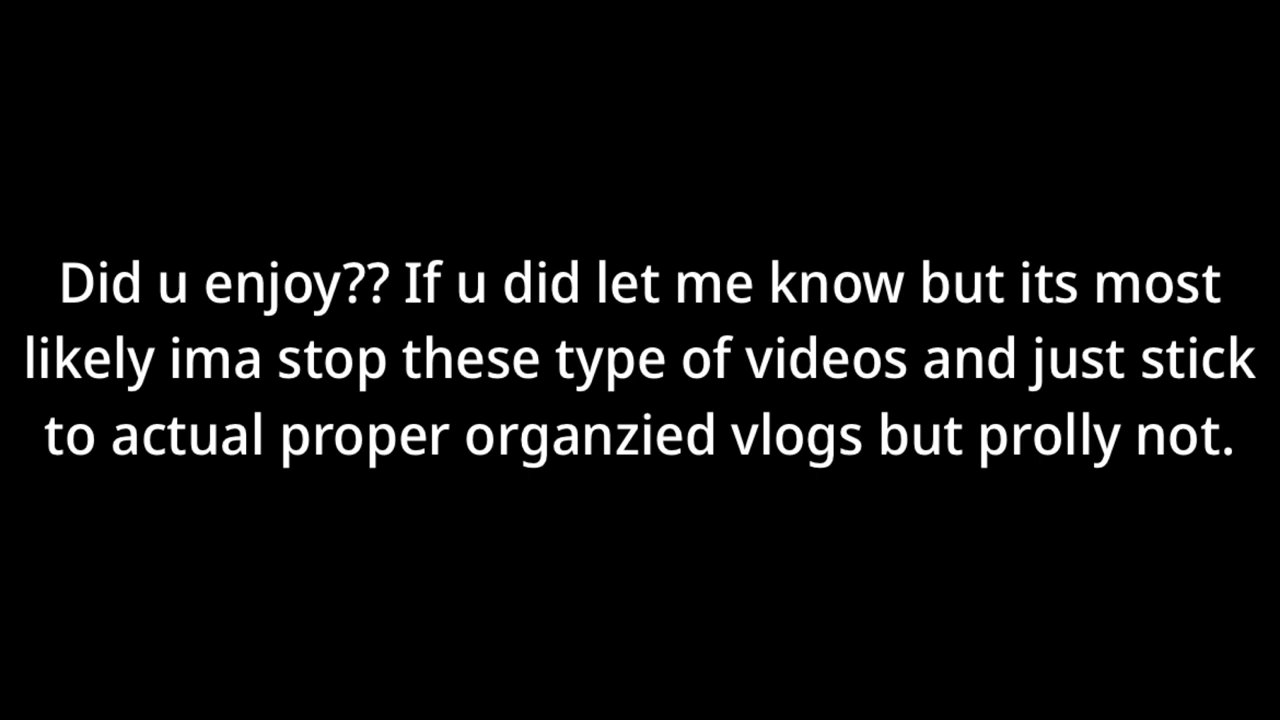 Did u enjoy?? If u did let me know but its most
likely ima stop these type of videos and just stick
to actual proper organzied vlogs but prolly not.